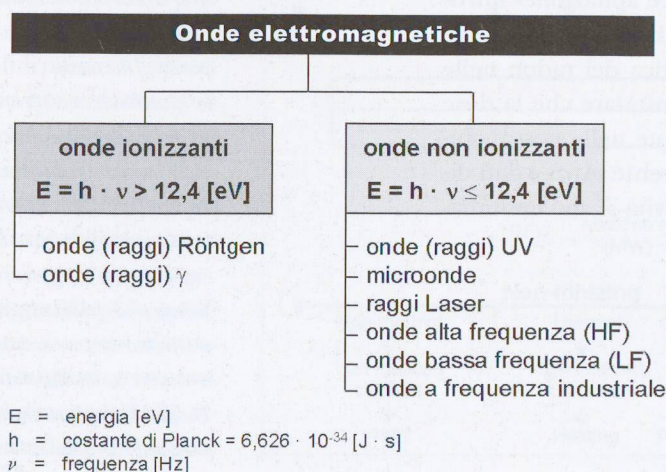 Onde elettromagnetiche
onde ionizzanti
E = h · ν > 12,4 [eV]
onde (raggi) Röntgen
onde (raggi) γ
onde non ionizzanti
E = h · ν ≤ 12,4 [eV]
onde (raggi) UV
microonde
raggi Laser
onde alta frequenza (HF)
onde bassa frequenza (LF)
onde a frequenza industriale
E = energia [eV]
h = costante di Planck = 6,626 · 10⁻³⁴ [J · s]
ν = frequenza [Hz]